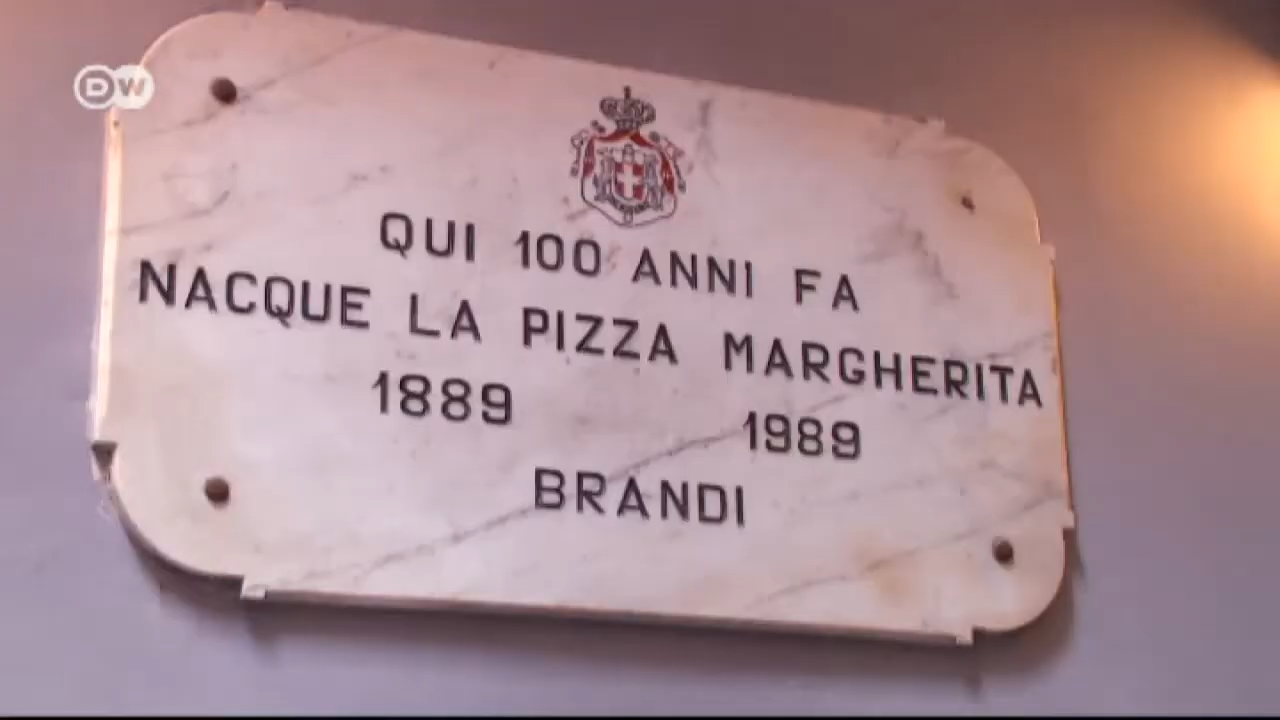 DW
QUI 100 ANNI FA
NACQUE LA PIZZA MARGHERITA
1889 1989
BRANDI